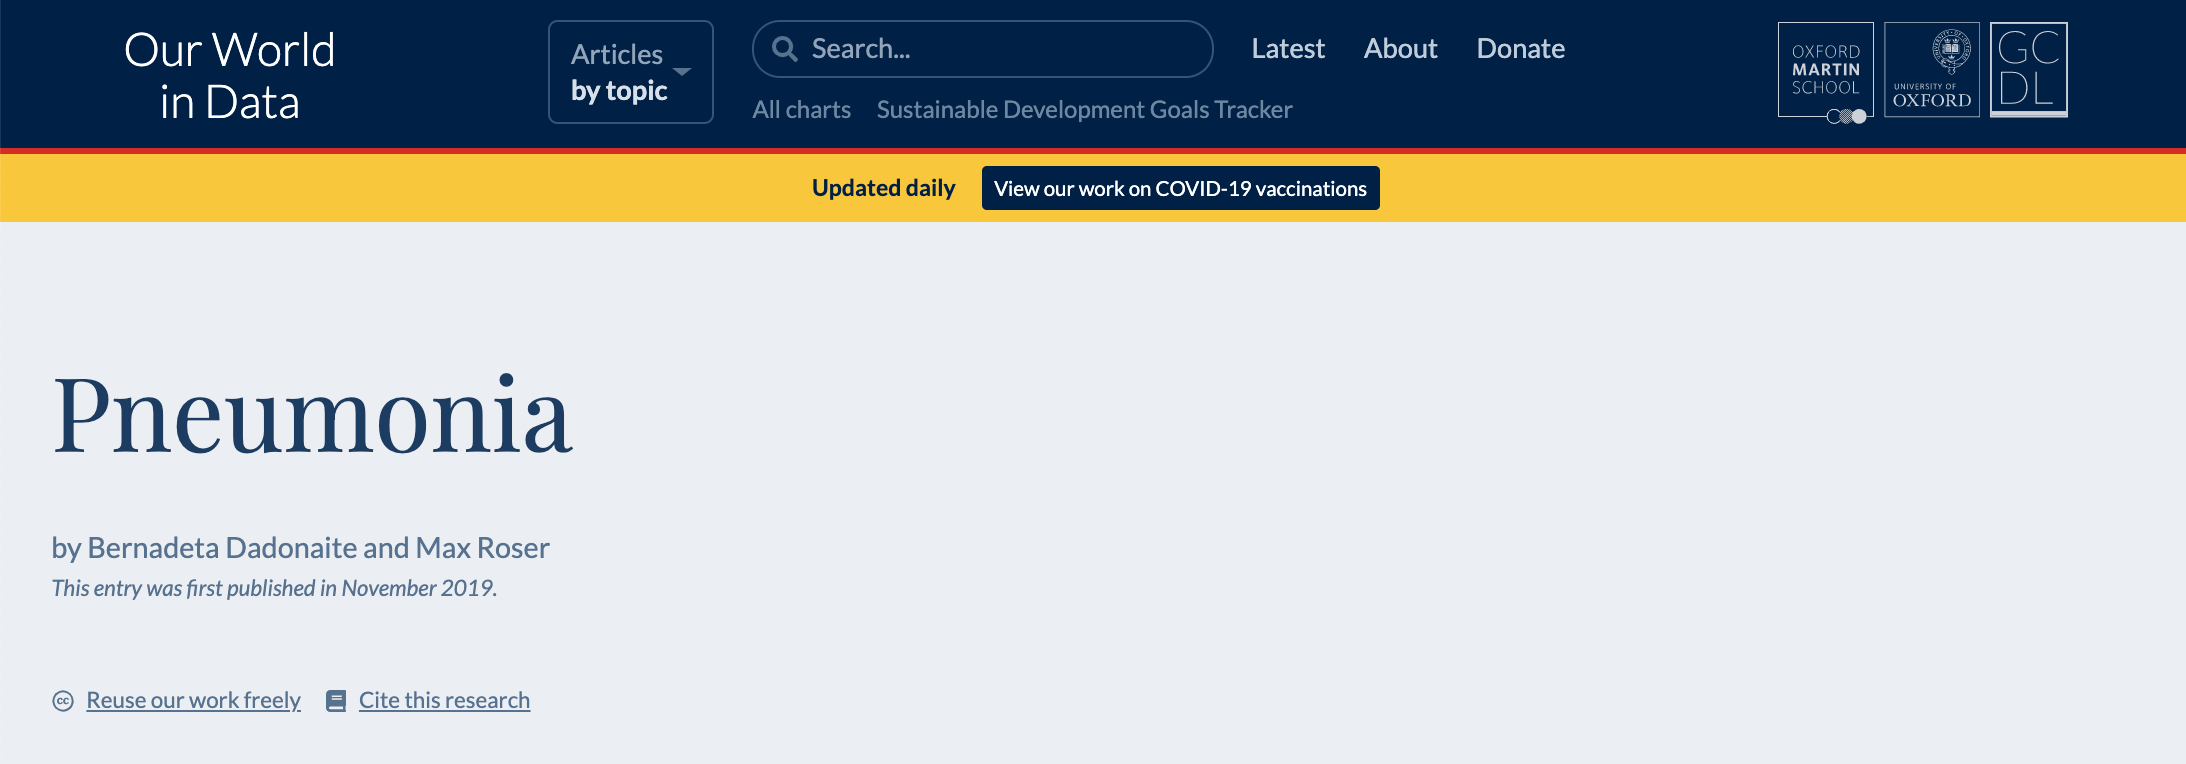 Our World
in Data
Articles
by topic
Search...
Latest
About
Donate
All charts
Sustainable Development Goals Tracker
OXFORD
MARTIN
SCHOOL
UNIVERSITY OF
OXFORD
GC
DL
Updated daily
View our work on COVID-19 vaccinations
Pneumonia
by Bernadeta Dadonaite and Max Roser
This entry was first published in November 2019.
cc
Reuse our work freely
Cite this research